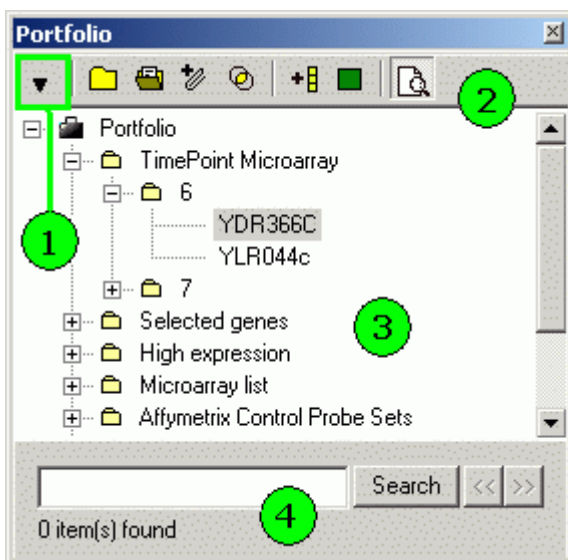 Portfolio
2
Portfolio
TimePoint Microarray
6
1
YDR366C
YLR044c
7
Selected genes
3
High expression
Microarray list
Affymetrix Control Probe Sets
Search << >>
0 item(s) found
4